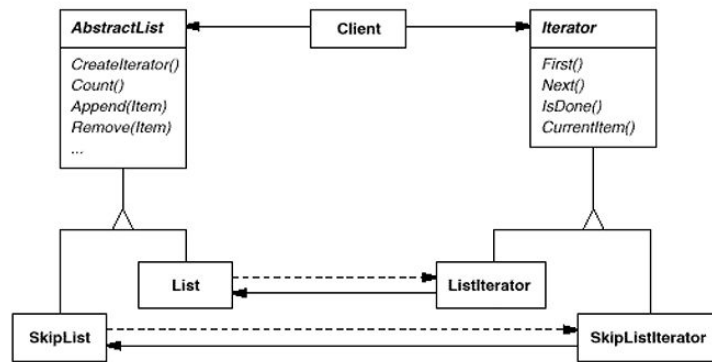 AbstractList
CreateIterator()
Count()
Append(Item)
Remove(Item)
...
Client
Iterator
First()
Next()
IsDone()
CurrentItem()
List
ListIterator
SkipList
SkipListIterator